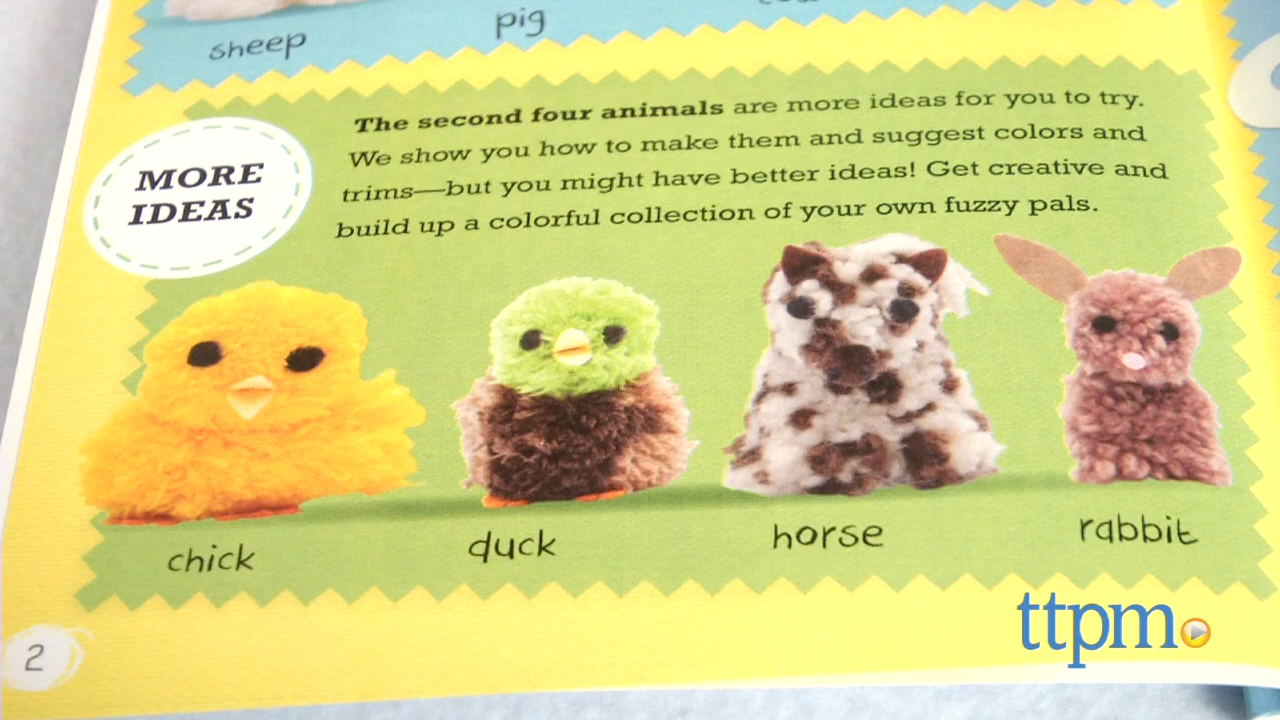 sheep
pig
MORE
IDEAS
The second four animals are more ideas for you to try.
We show you how to make them and suggest colors and
trims—but you might have better ideas! Get creative and
build up a colorful collection of your own fuzzy pals.
chick
duck
horse
rabbit
2
ttpm